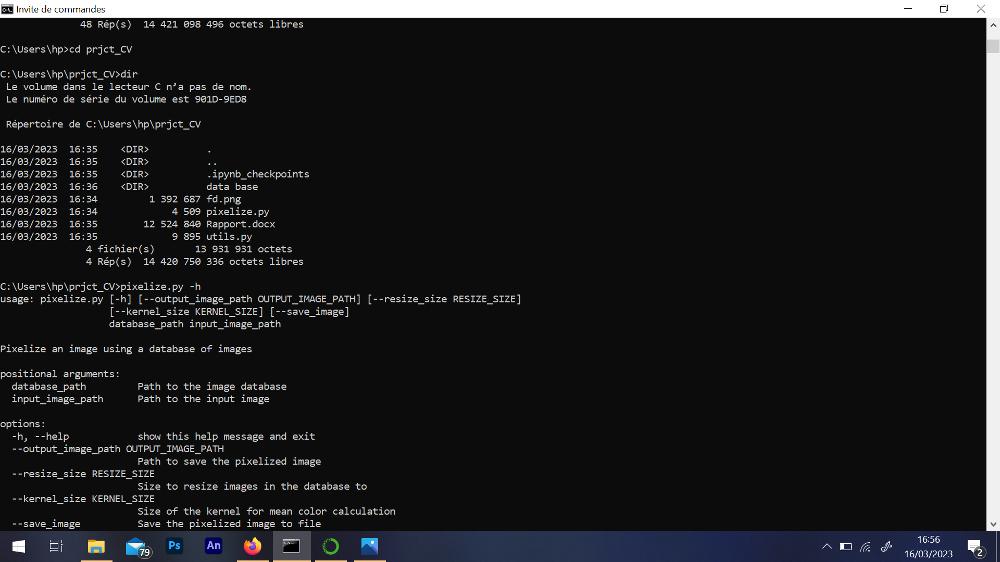 Invite de commandes
48 Rép(s)  14 421 098 496 octets libres
C:\Users\hp>cd prjct_CV
C:\Users\hp\prjct_CV>dir
Le volume dans le lecteur C n’a pas de nom.
Le numéro de série du volume est 901D-9ED8
Répertoire de C:\Users\hp\prjct_CV
16/03/2023  16:35    <DIR>          .
16/03/2023  16:35    <DIR>          ..
16/03/2023  16:35    <DIR>          .ipynb_checkpoints
16/03/2023  16:36    <DIR>          data base
16/03/2023  16:34         1 392 687 fd.png
16/03/2023  16:34             4 509 pixelize.py
16/03/2023  16:35        12 524 840 Rapport.docx
16/03/2023  16:35             9 895 utils.py
4 fichier(s)       13 931 931 octets
4 Rép(s)  14 420 750 336 octets libres
C:\Users\hp\prjct_CV>pixelize.py -h
usage: pixelize.py [-h] [--output_image_path OUTPUT_IMAGE_PATH] [--resize_size RESIZE_SIZE]
[--kernel_size KERNEL_SIZE] [--save_image]
database_path input_image_path
Pixelize an image using a database of images
positional arguments:
database_path         Path to the image database
input_image_path      Path to the input image
options:
-h, --help            show this help message and exit
--output_image_path OUTPUT_IMAGE_PATH
Path to save the pixelized image
--resize_size RESIZE_SIZE
Size to resize images in the database to
--kernel_size KERNEL_SIZE
Size of the kernel for mean color calculation
--save_image          Save the pixelized image to file
79
Ps
An
16:56
16/03/2023
2